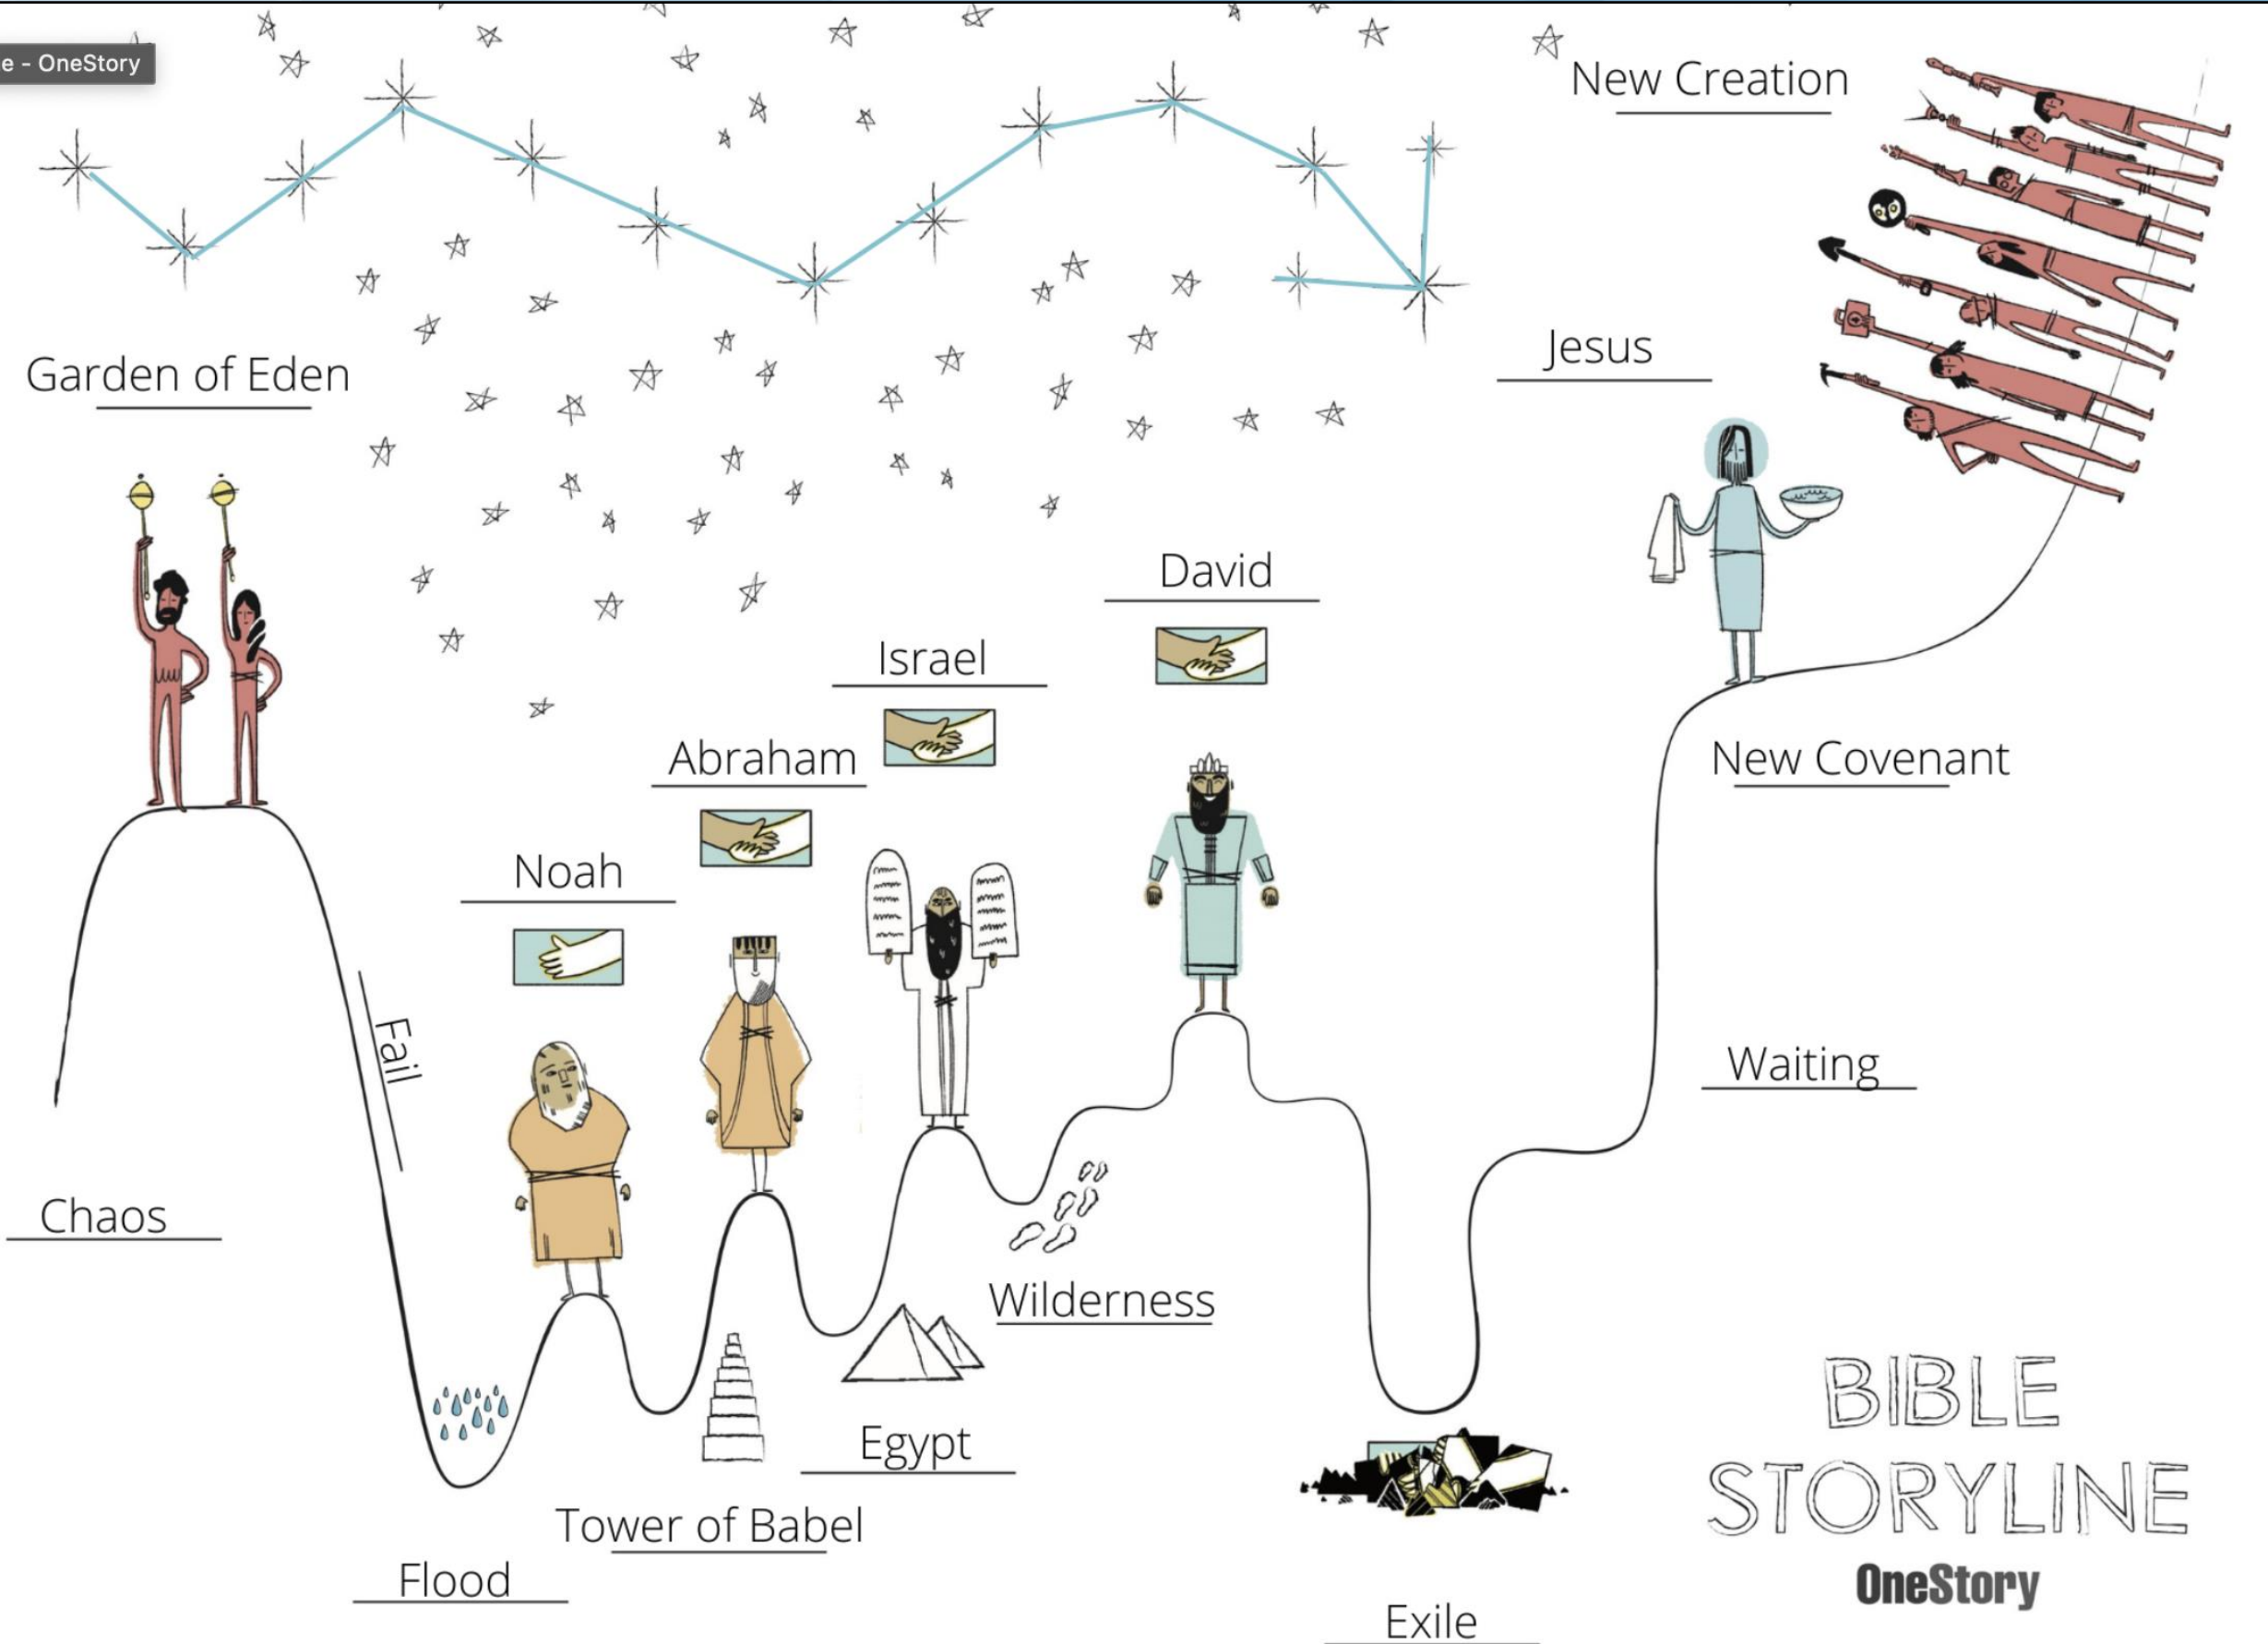 e - OneStory
New Creation
Jesus
Garden of Eden
David
Israel
Abraham
New Covenant
Noah
Fail
Waiting
Chaos
Wilderness
Egypt
Tower of Babel
Flood
Exile
BIBLE
STORYLINE
OneStory